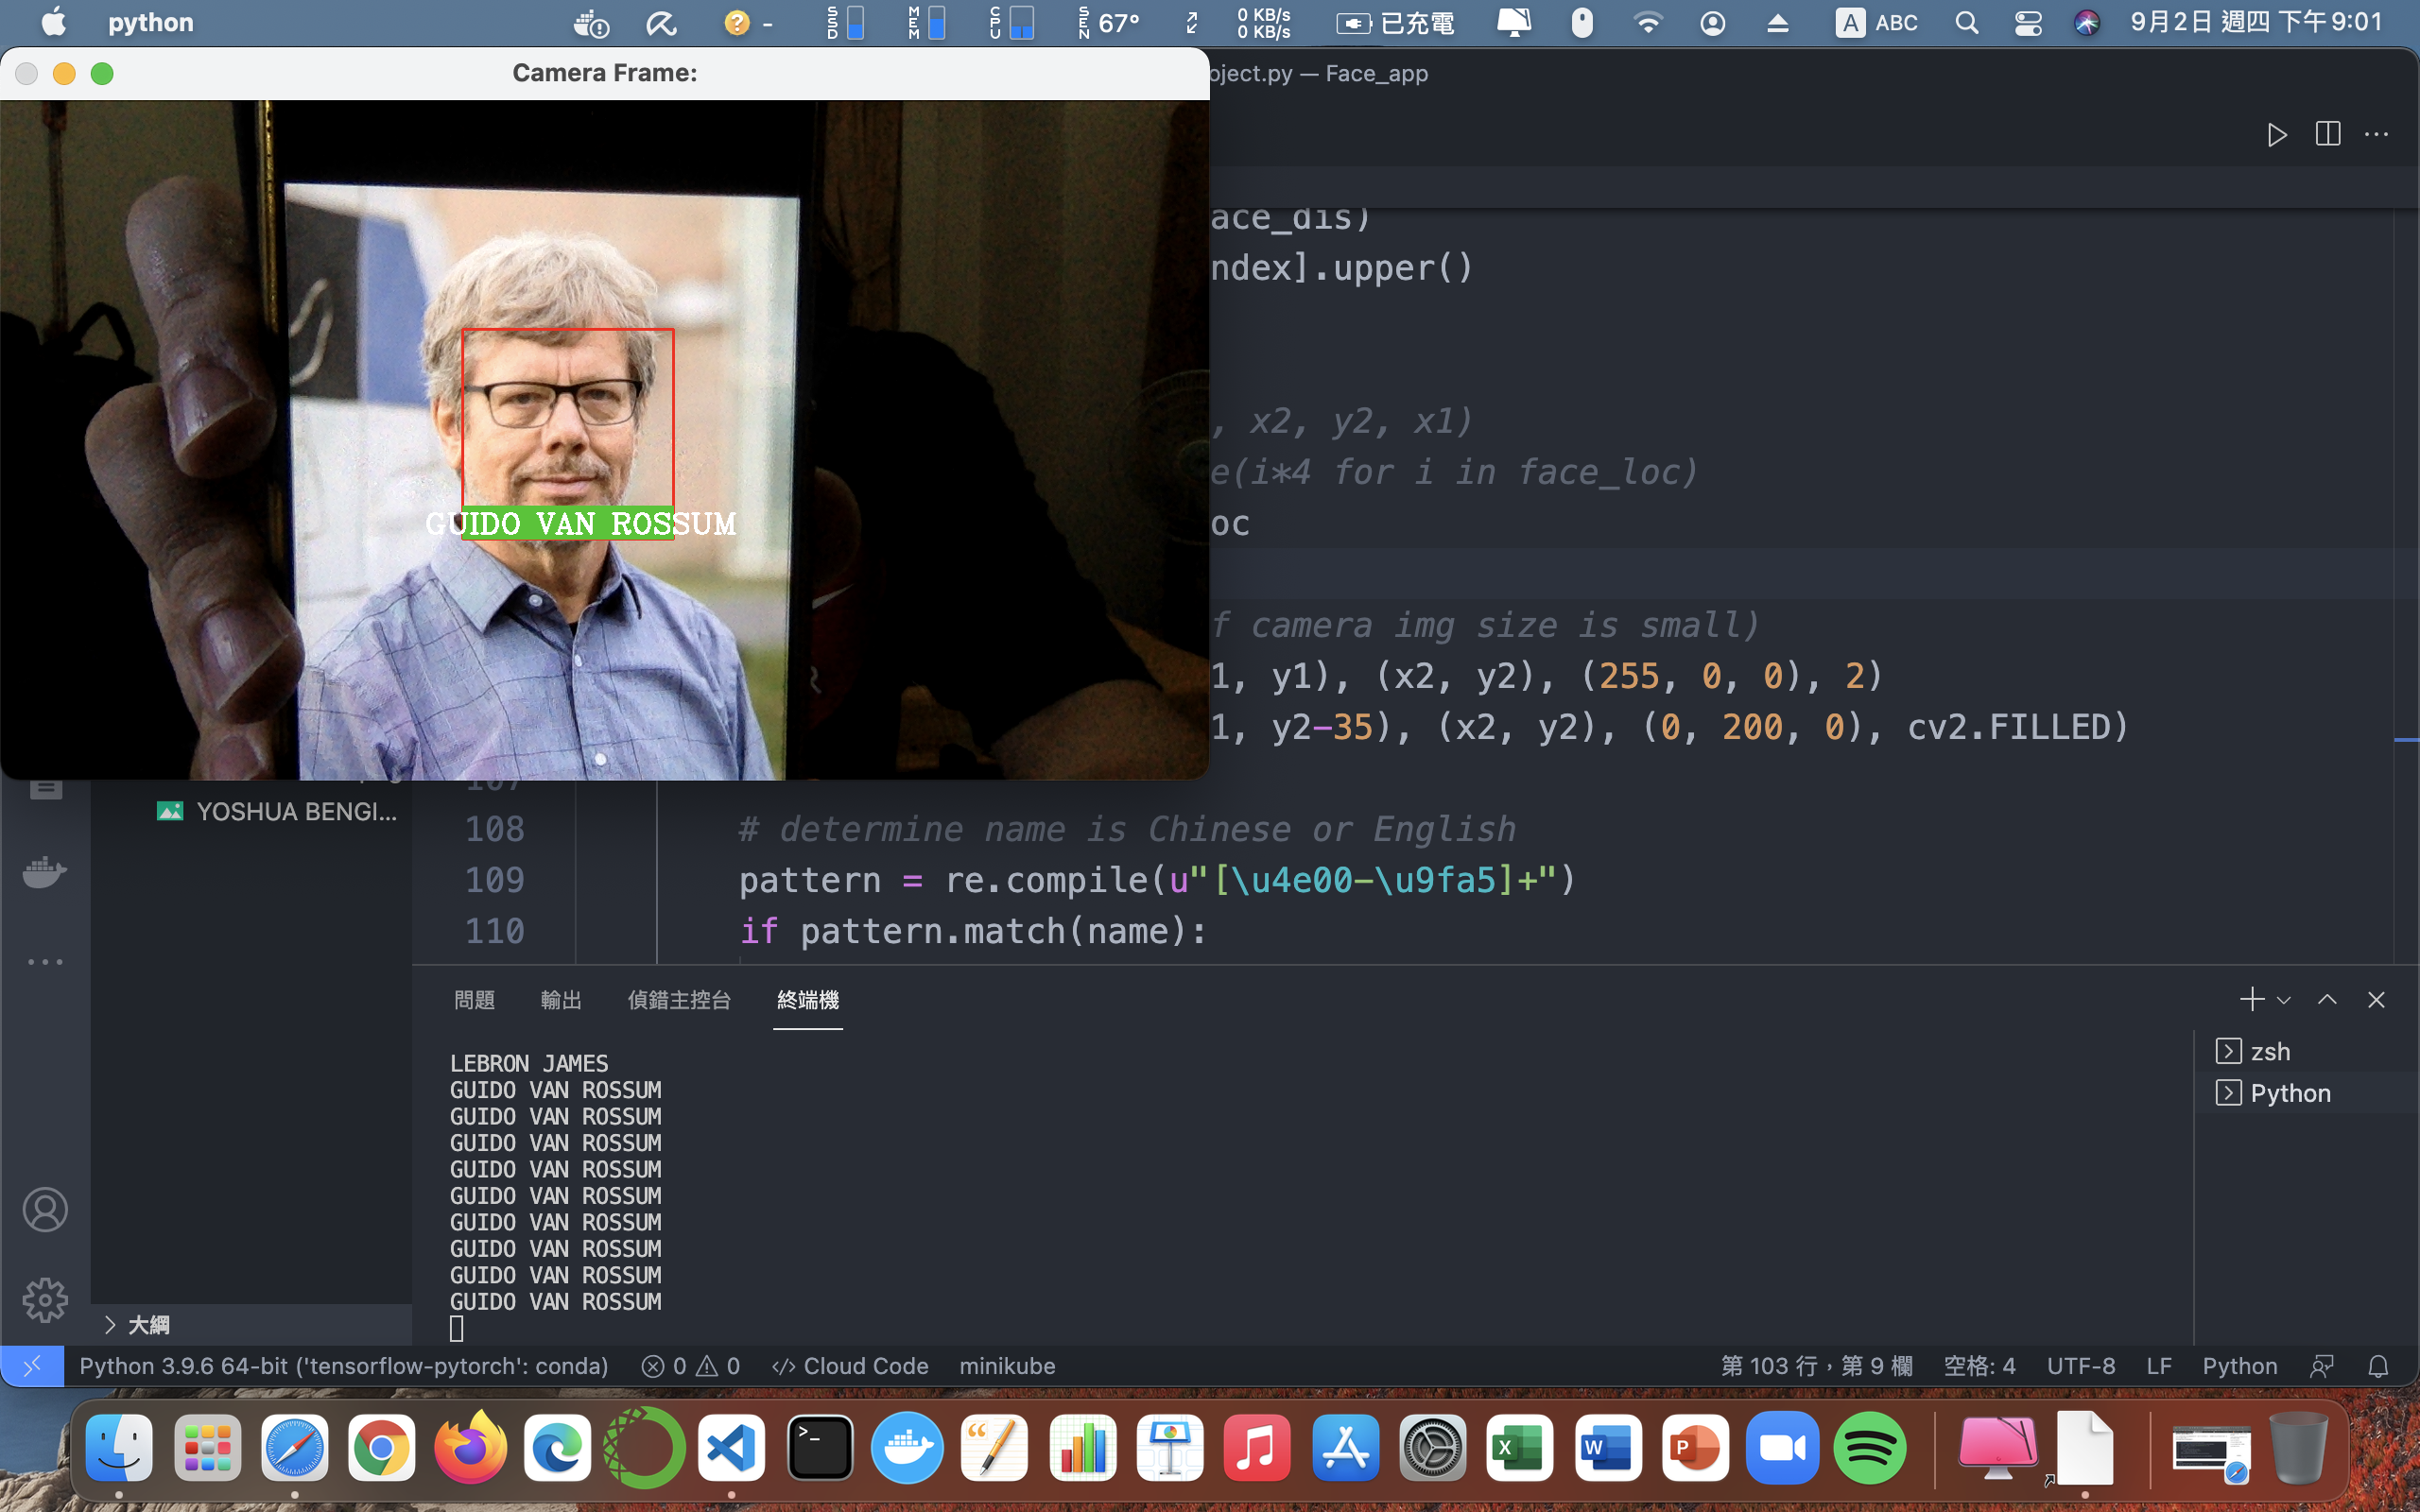 python
SSD
MEM
CPU
SEN 67°
0 KB/s
0 KB/s
已充電
A ABC
9月2日 週四 下午9:01
Camera Frame:
oject.py — Face_app
ace_dis)
ndex].upper()
, x2, y2, x1)
e(i*4 for i in face_loc)
oc
f camera img size is small)
1, y1), (x2, y2), (255, 0, 0), 2)
1, y2-35), (x2, y2), (0, 200, 0), cv2.FILLED)
GUIDO VAN ROSSUM
YOSHUA BENGI...
107
108 # determine name is Chinese or English
109 pattern = re.compile(u"[\u4e00-\u9fa5]+")
110 if pattern.match(name):
問題 輸出 偵錯主控台 終端機
LEBRON JAMES
GUIDO VAN ROSSUM
GUIDO VAN ROSSUM
GUIDO VAN ROSSUM
GUIDO VAN ROSSUM
GUIDO VAN ROSSUM
GUIDO VAN ROSSUM
GUIDO VAN ROSSUM
GUIDO VAN ROSSUM
GUIDO VAN ROSSUM
zsh
Python
大綱
Python 3.9.6 64-bit ('tensorflow-pytorch': conda) 0 0 Cloud Code minikube
第 103 行，第 9 欄 空格: 4 UTF-8 LF Python